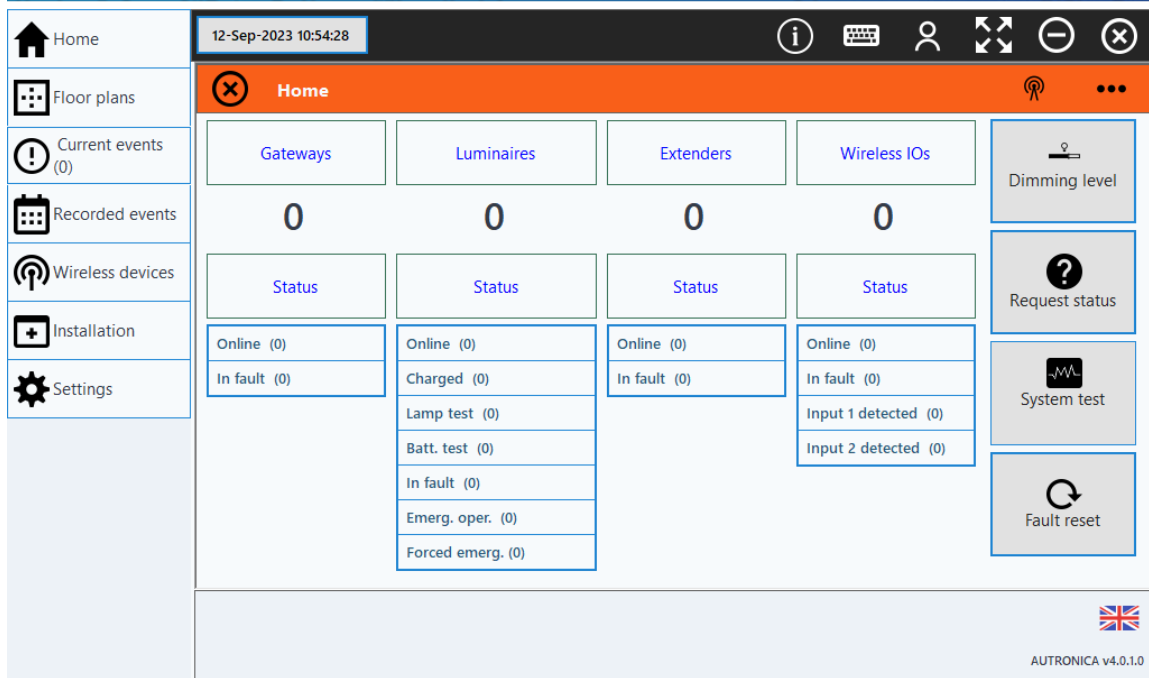 Home
Floor plans
Current events
(0)
Recorded events
Wireless devices
Installation
Settings
12-Sep-2023 10:54:28
Home
Gateways
0
Status
Online (0)
In fault (0)
Luminaires
0
Status
Online (0)
Charged (0)
Lamp test (0)
Batt. test (0)
In fault (0)
Emerg. oper. (0)
Forced emerg. (0)
Extenders
0
Status
Online (0)
In fault (0)
Wireless IOs
0
Status
Online (0)
In fault (0)
Input 1 detected (0)
Input 2 detected (0)
Dimming level
Request status
System test
Fault reset
AUTRONICA v4.0.1.0